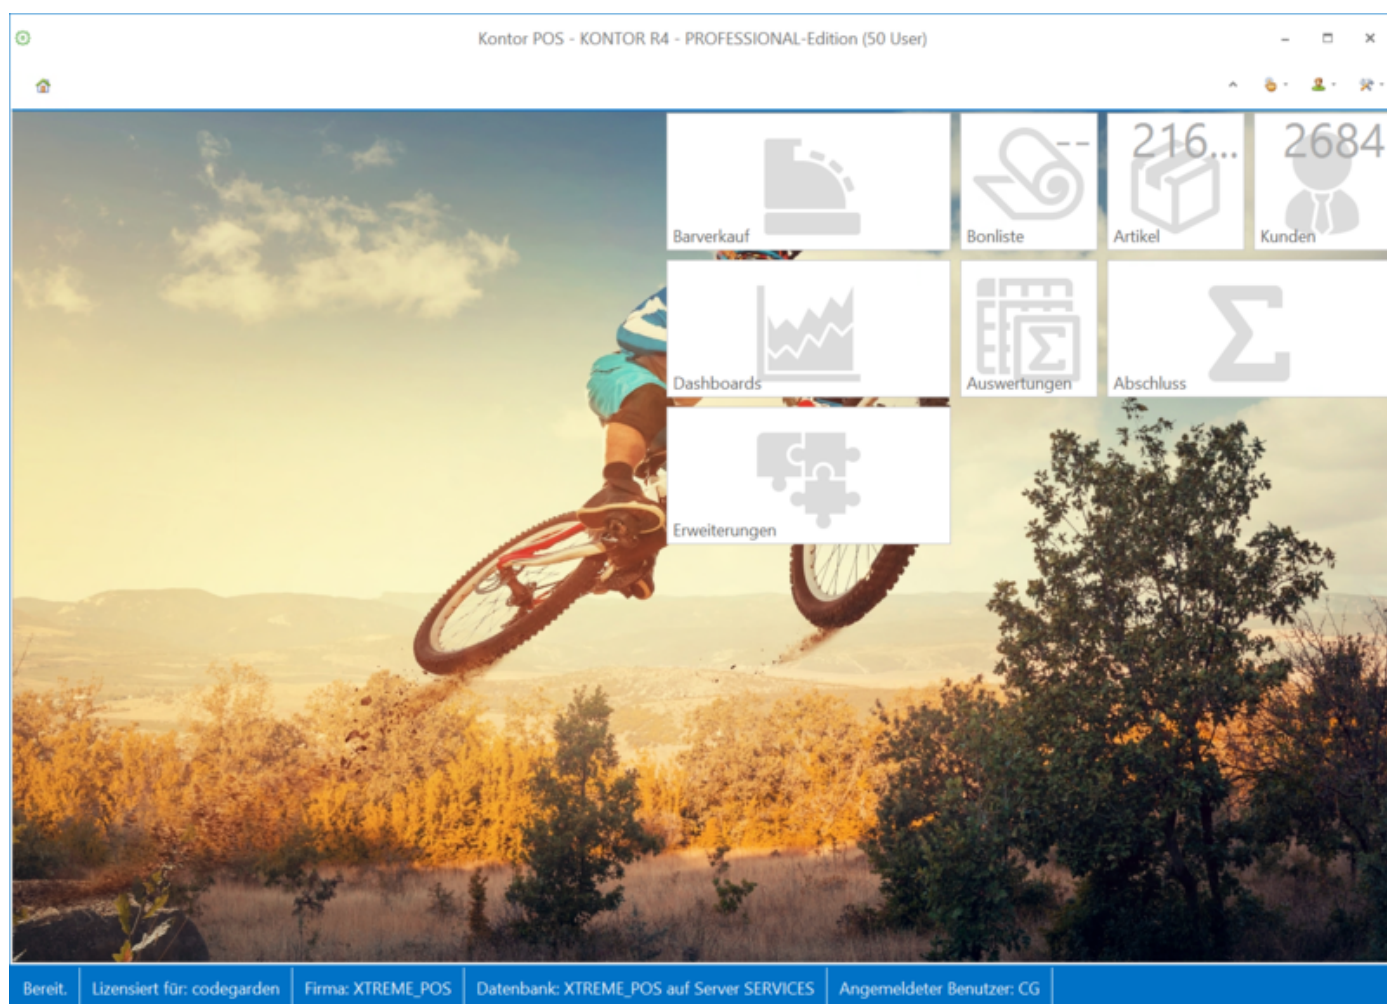 Kontor POS - KONTOR R4 - PROFESSIONAL-Edition (50 User)
--
216...
2684
Barverkauf
Bonliste
Artikel
Kunden
Dashboards
Auswertungen
Abschluss
Erweiterungen
Bereit.
Lizensiert für: codegarden
Firma: XTREME_POS
Datenbank: XTREME_POS auf Server SERVICES
Angemeldeter Benutzer: CG